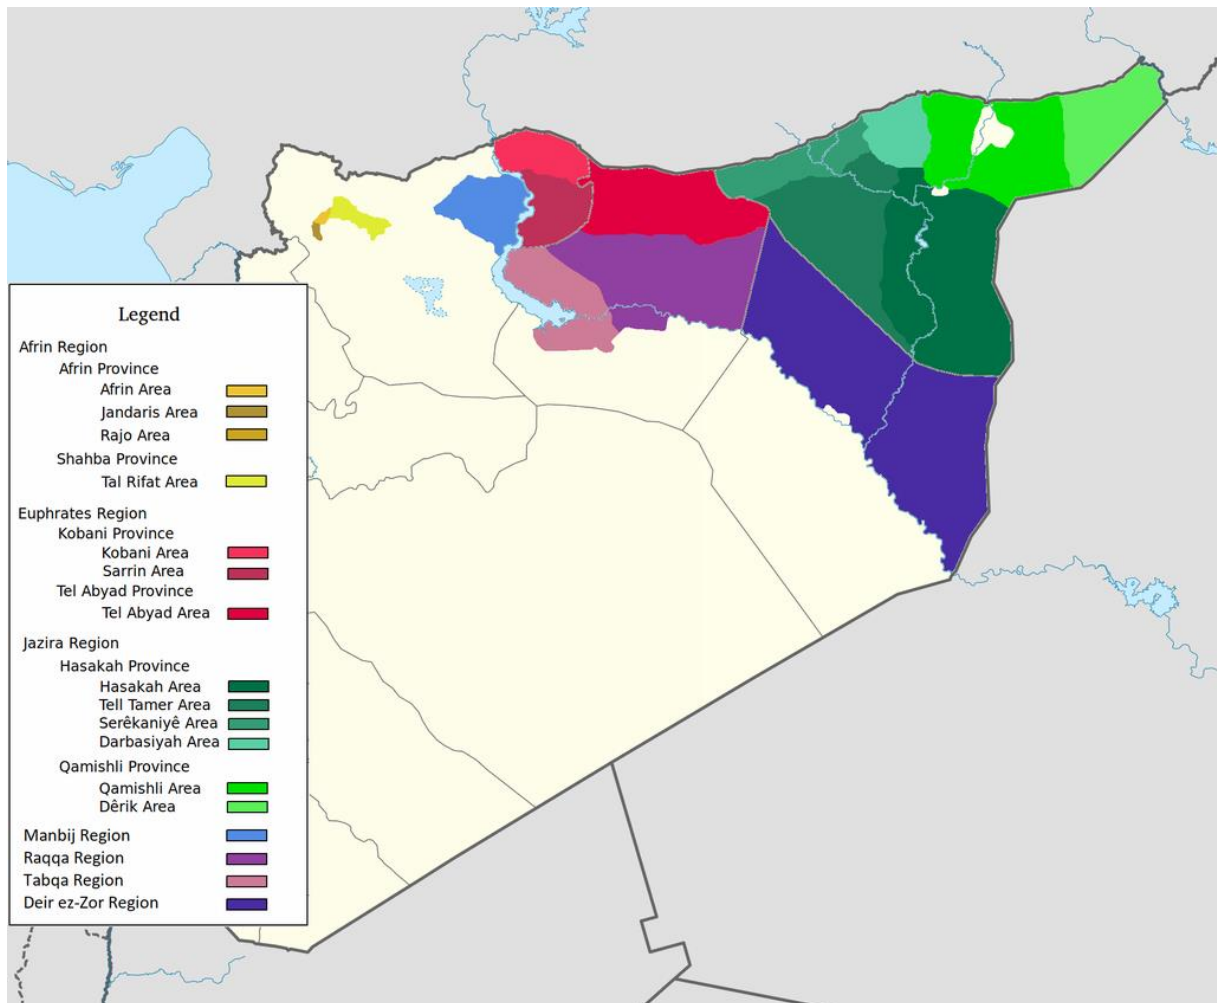 Legend
Afrin Region
Afrin Province
Afrin Area
Jandaris Area
Rajo Area
Shahba Province
Tal Rifat Area
Euphrates Region
Kobani Province
Kobani Area
Sarrin Area
Tel Abyad Province
Tel Abyad Area
Jazira Region
Hasakah Province
Hasakah Area
Tell Tamer Area
Serêkaniyê Area
Darbasiyah Area
Qamishli Province
Qamishli Area
Dêrik Area
Manbij Region
Raqqa Region
Tabqa Region
Deir ez-Zor Region